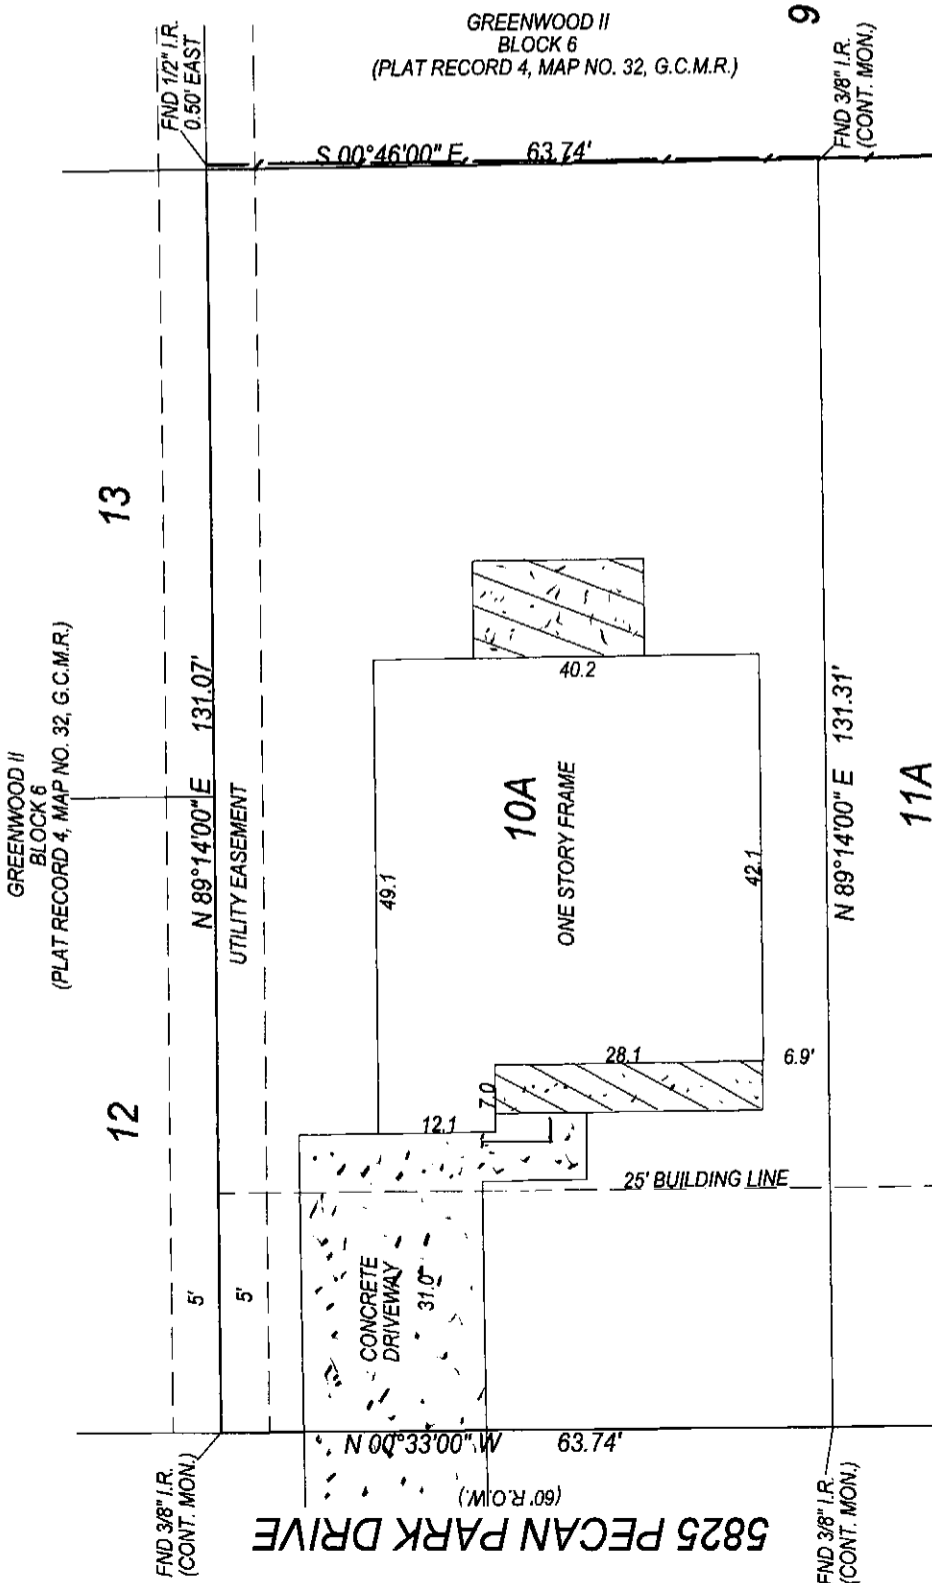 GREENWOOD II
BLOCK 6
(PLAT RECORD 4, MAP NO. 32, G.C.M.R.)
9
FND 1/2" I.R.
0.50' EAST
FND 3/8" I.R.
(CONT. MON.)
S 00°46'00" E 63.74'
13
GREENWOOD II
BLOCK 6
(PLAT RECORD 4, MAP NO. 32, G.C.M.R.)
N 89°14'00" E 131.07'
UTILITY EASEMENT
40.2
10A
ONE STORY FRAME
49.1
42.1
N 89°14'00" E 131.31'
11A
12
28.1
6.9'
7.0
12.1
25' BUILDING LINE
5'
5'
CONCRETE
DRIVEWAY
31.0'
N 00°33'00" W 63.74'
FND 3/8" I.R.
(CONT. MON.)
(60' R.O.W.)
5825 PECAN PARK DRIVE
FND 3/8" I.R.
(CONT. MON.)